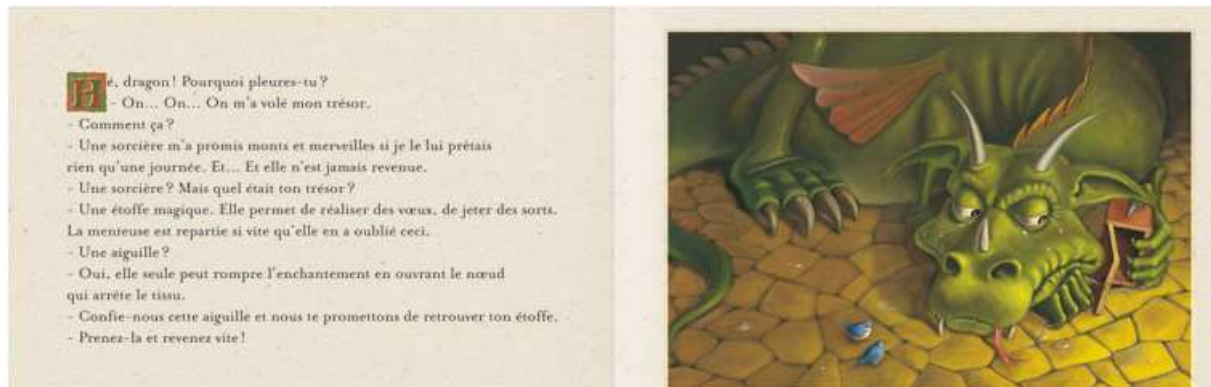 Hé, dragon ! Pourquoi pleures-tu ?
- On... On... On m'a volé mon trésor.
- Comment ça ?
- Une sorcière m'a promis monts et merveilles si je le lui prêtais
rien qu'une journée. Et... Et elle n'est jamais revenue.
- Une sorcière ? Mais quel était ton trésor ?
- Une étoffe magique. Elle permet de réaliser des vœux, de jeter des sorts.
La menteuse est repartie si vite qu'elle en a oublié ceci.
- Une aiguille ?
- Oui, elle seule peut rompre l'enchantement en ouvrant le nœud
qui arrête le tissu.
- Confie-nous cette aiguille et nous te promettons de retrouver ton étoffe.
- Prenez-la et revenez vite !